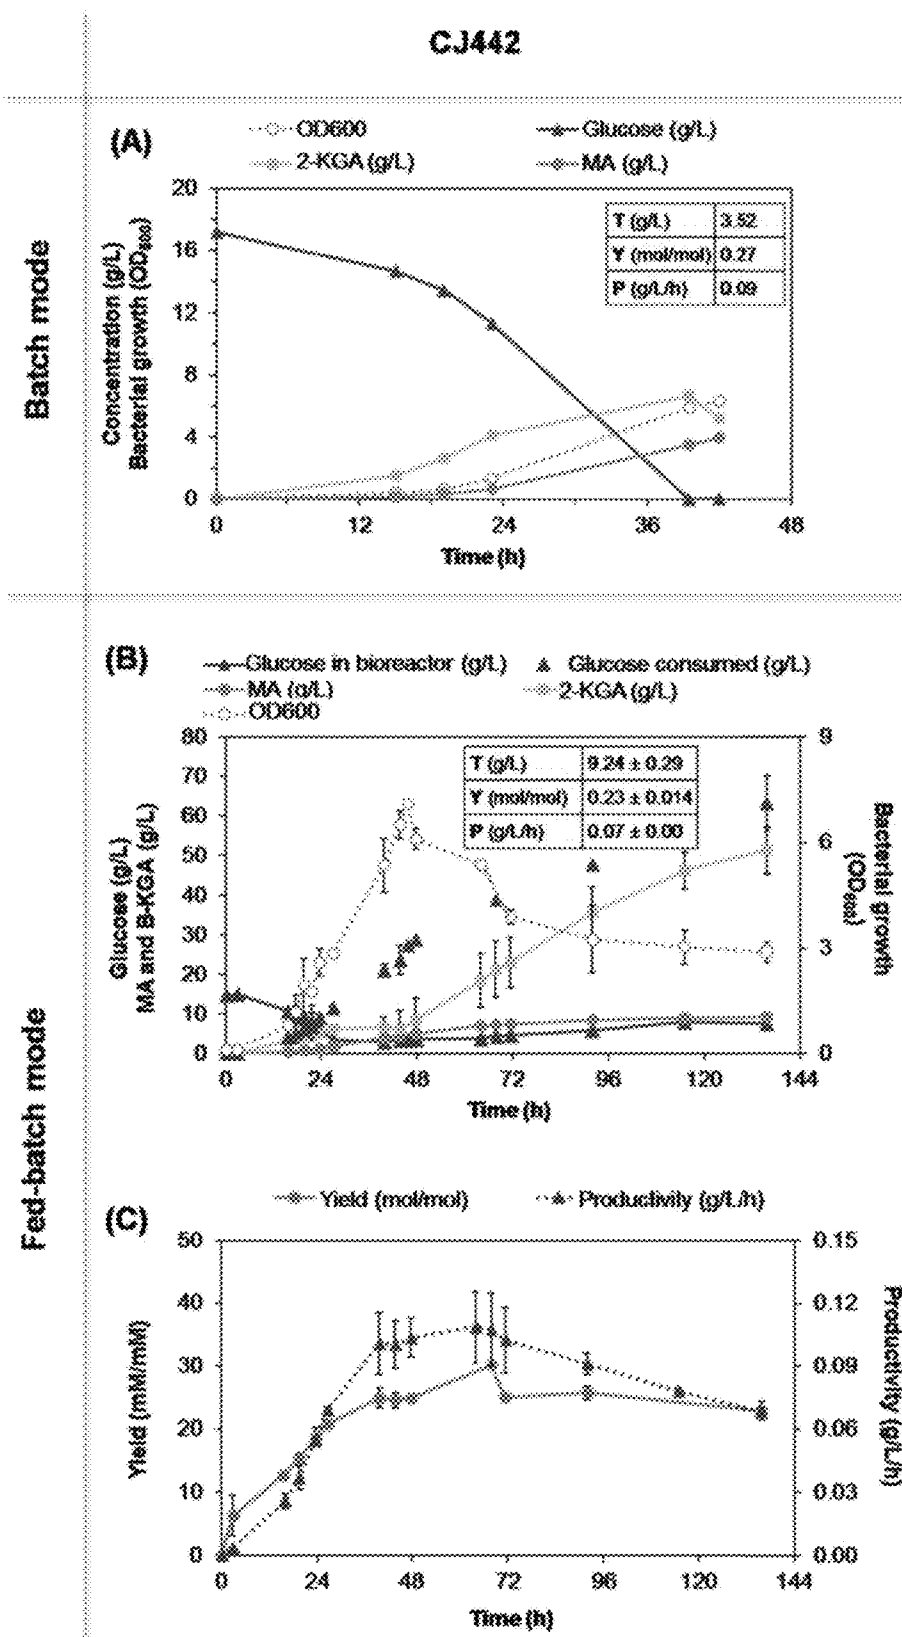 CJ442
Batch mode
(A)
OD600
Glucose (g/L)
2-KGA (g/L)
MA (g/L)
Concentration (g/L)
Bacterial growth (OD600)
20
16
12
8
4
0
T (g/L) 3.52
Y (mol/mol) 0.27
P (g/L/h) 0.09
0 12 24 36 48
Time (h)
Fed-batch mode
(B)
Glucose in bioreactor (g/L)
Glucose consumed (g/L)
MA (g/L)
2-KGA (g/L)
OD600
Glucose (g/L)
MA and B-KGA (g/L)
80
70
60
50
40
30
20
10
0
T (g/L) 9.24 ± 0.29
Y (mol/mol) 0.23 ± 0.014
P (g/L/h) 0.07 ± 0.00
9
6
3
0
Bacterial growth
(OD600)
0 24 48 72 96 120 144
Time (h)
(C)
Yield (mol/mol)
Productivity (g/L/h)
Yield (mM/mM)
50
40
30
20
10
0
0.15
0.12
0.09
0.06
0.03
0.00
Productivity (g/L/h)
0 24 48 72 96 120 144
Time (h)